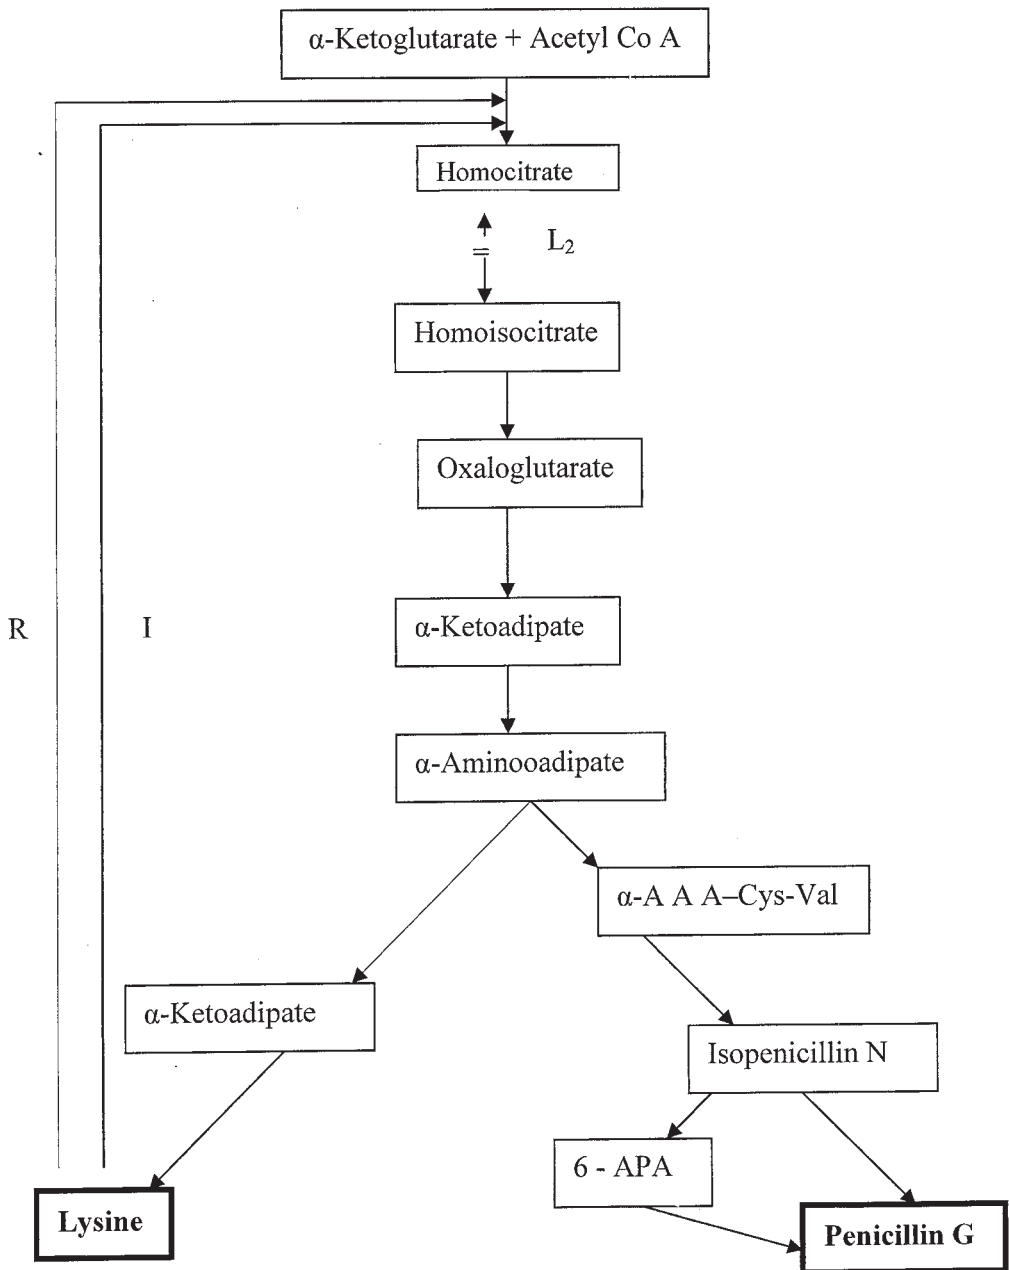 α-Ketoglutarate + Acetyl Co A
Homocitrate
L₂
=
Homoisocitrate
Oxaloglutarate
R
I
α-Ketoadipate
α-Aminooadipate
α-A A A–Cys-Val
α-Ketoadipate
Isopenicillin N
6 - APA
Lysine
Penicillin G